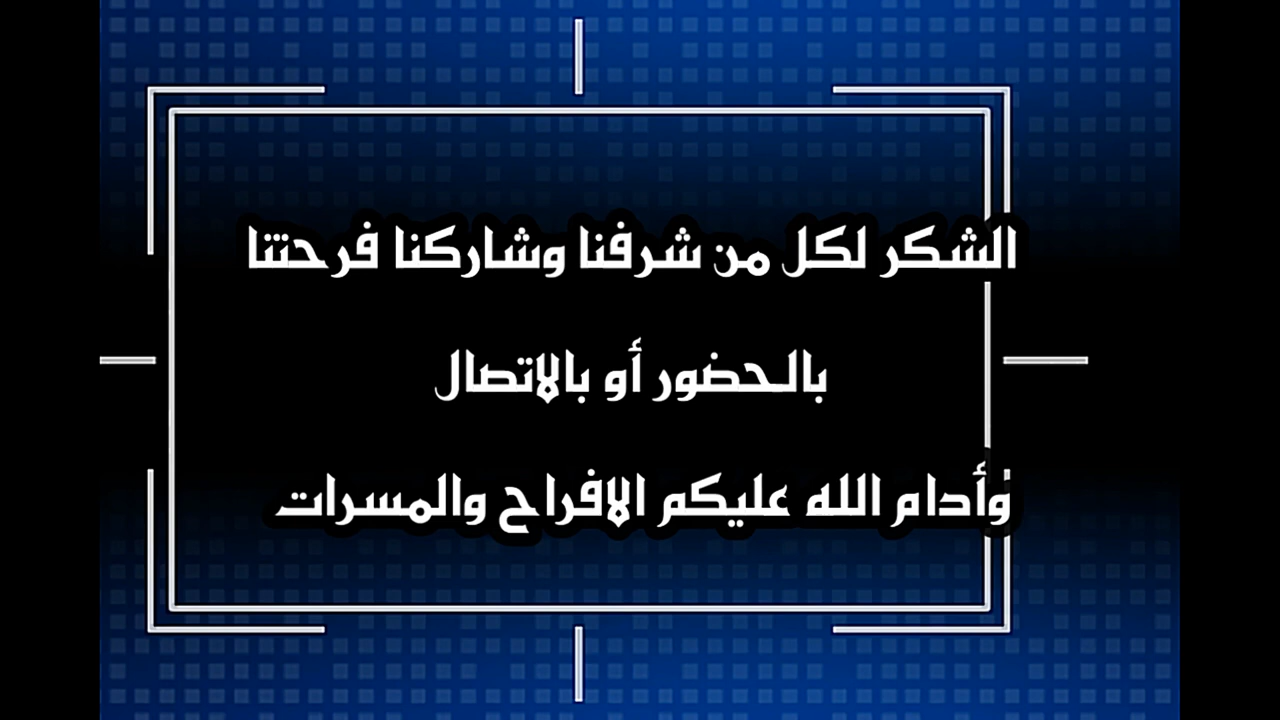 الشكر لكل من شرفنا وشاركنا فرحتنا
بالحضور أو بالاتصال
وأدام الله عليكم الافراح والمسرات